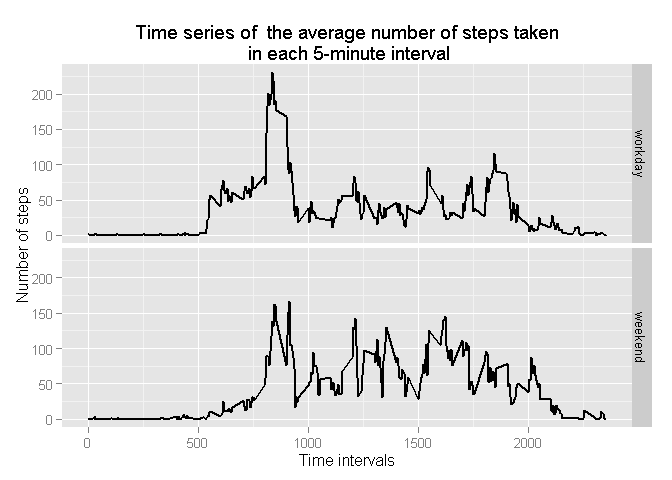 Time series of  the average number of steps taken
in each 5-minute interval
Number of steps
200
150
100
50
0
workday
200
150
100
50
0
weekend
0
500
1000
1500
2000
Time intervals